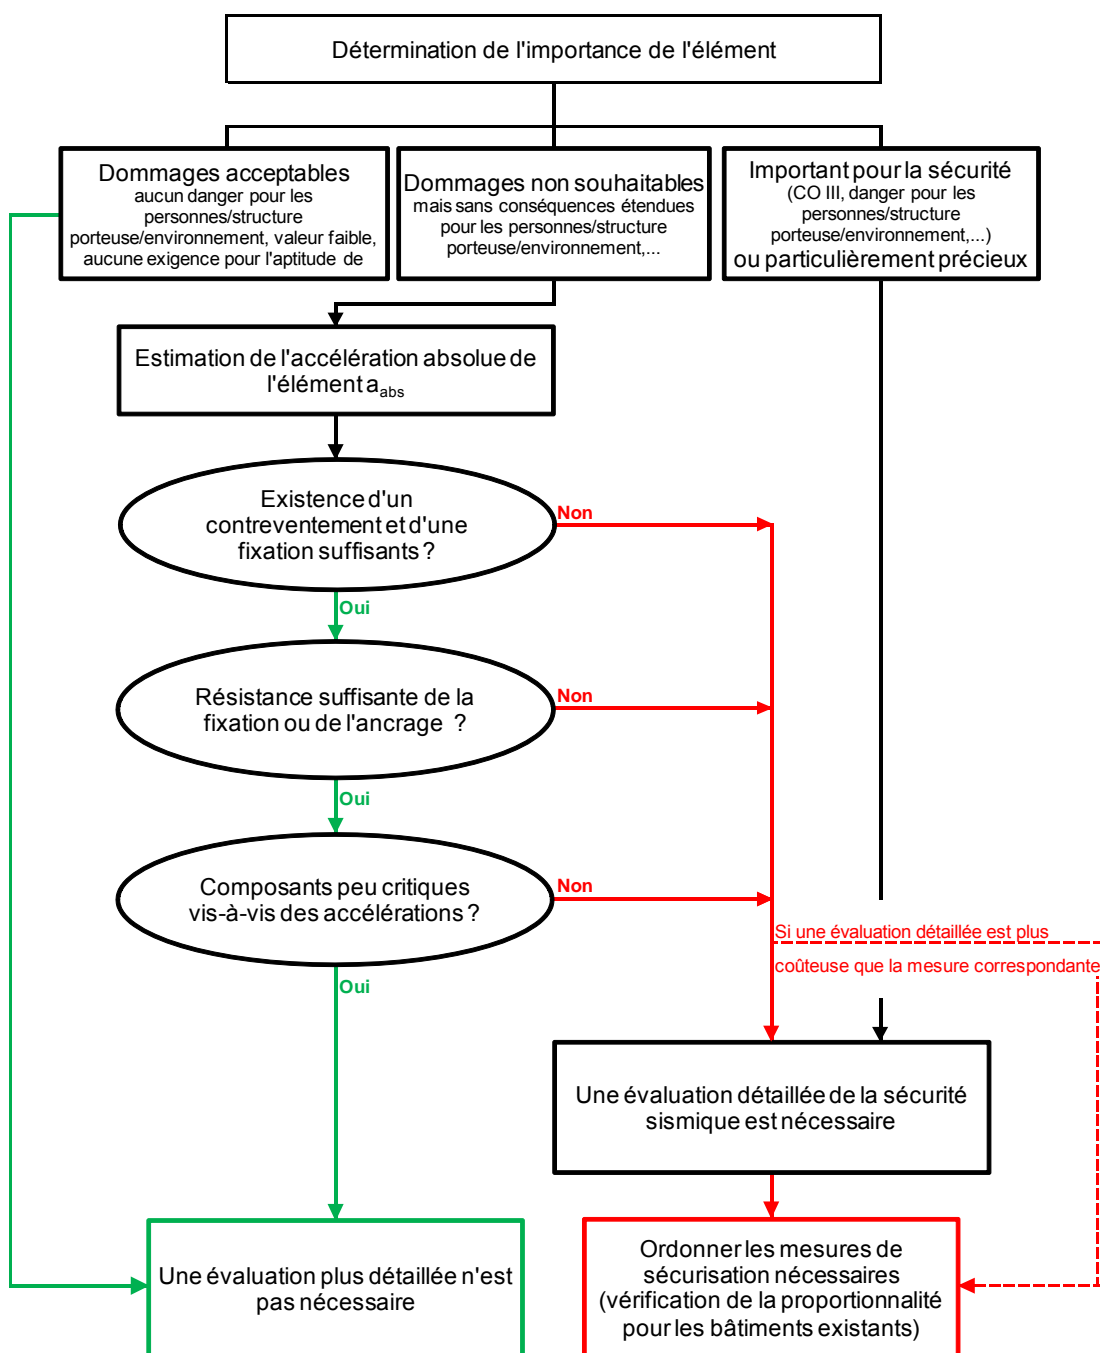 Détermination de l'importance de l'élément
Dommages acceptables
aucun danger pour les
personnes/structure
porteuse/environnement, valeur faible,
aucune exigence pour l'aptitude de
Dommages non souhaitables
mais sans conséquences étendues
pour les personnes/structure
porteuse/environnement,...
Important pour la sécurité
(CO III, danger pour les
personnes/structure
porteuse/environnement,...)
ou particulièrement précieux
Estimation de l'accélération absolue de
l'élément aabs
Existence d'un
contreventement et d'une
fixation suffisants ?
Non
Oui
Résistance suffisante de la
fixation ou de l'ancrage ?
Non
Oui
Composants peu critiques
vis-à-vis des accélérations ?
Non
Oui
Si une évaluation détaillée est plus
coûteuse que la mesure correspondante
Une évaluation détaillée de la sécurité
sismique est nécessaire
Une évaluation plus détaillée n'est
pas nécessaire
Ordonner les mesures de
sécurisation nécessaires
(vérification de la proportionnalité
pour les bâtiments existants)